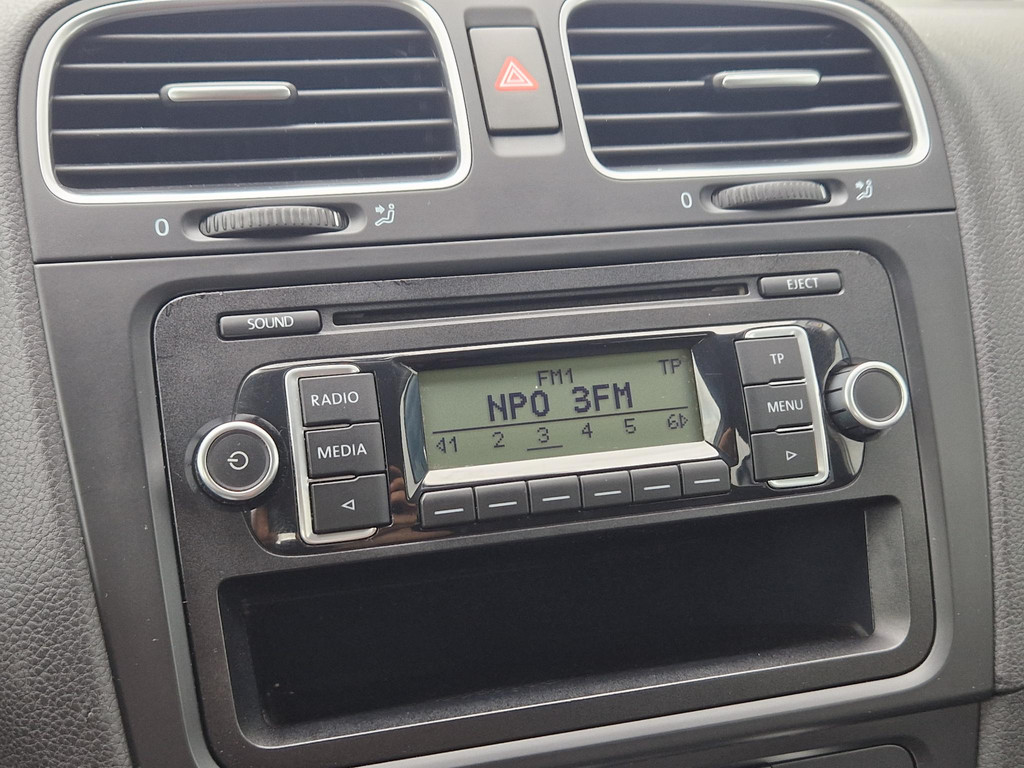 0
0
EJECT
SOUND
TP
FM1
TP
RADIO
NPO 3FM
MENU
1 2 3 4 5 6
MEDIA